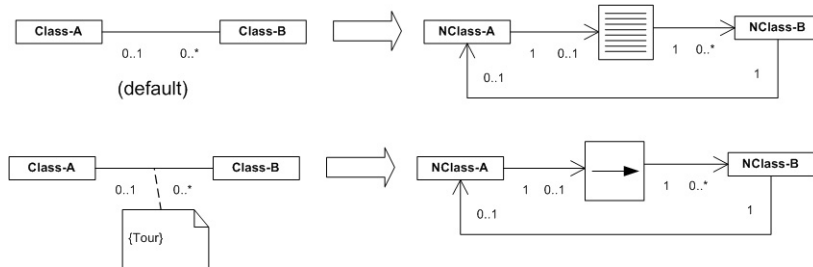 Class-A
Class-B
0..1
0..*
(default)
NClass-A
NClass-B
1
0..1
1
0..*
0..1
1
Class-A
Class-B
0..1
0..*
{Tour}
NClass-A
NClass-B
1
0..1
1
0..*
0..1
1